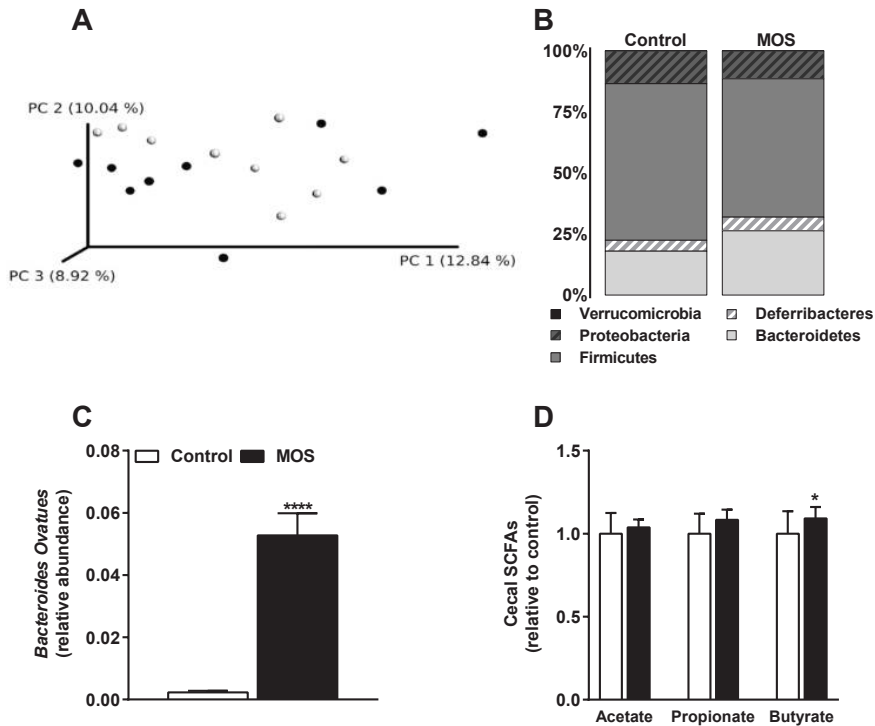 A
PC 2 (10.04 %)
PC 1 (12.84 %)
PC 3 (8.92 %)
B
Control
MOS
100%
75%
50%
25%
0%
Verrucomicrobia
Proteobacteria
Firmicutes
Deferribacteres
Bacteroidetes
C
Bacteroides Ovatues
(relative abundance)
0.08
0.06
0.04
0.02
0.00
Control
MOS
****
D
Cecal SCFAs
(relative to control)
1.5
1.0
0.5
0.0
*
Acetate
Propionate
Butyrate